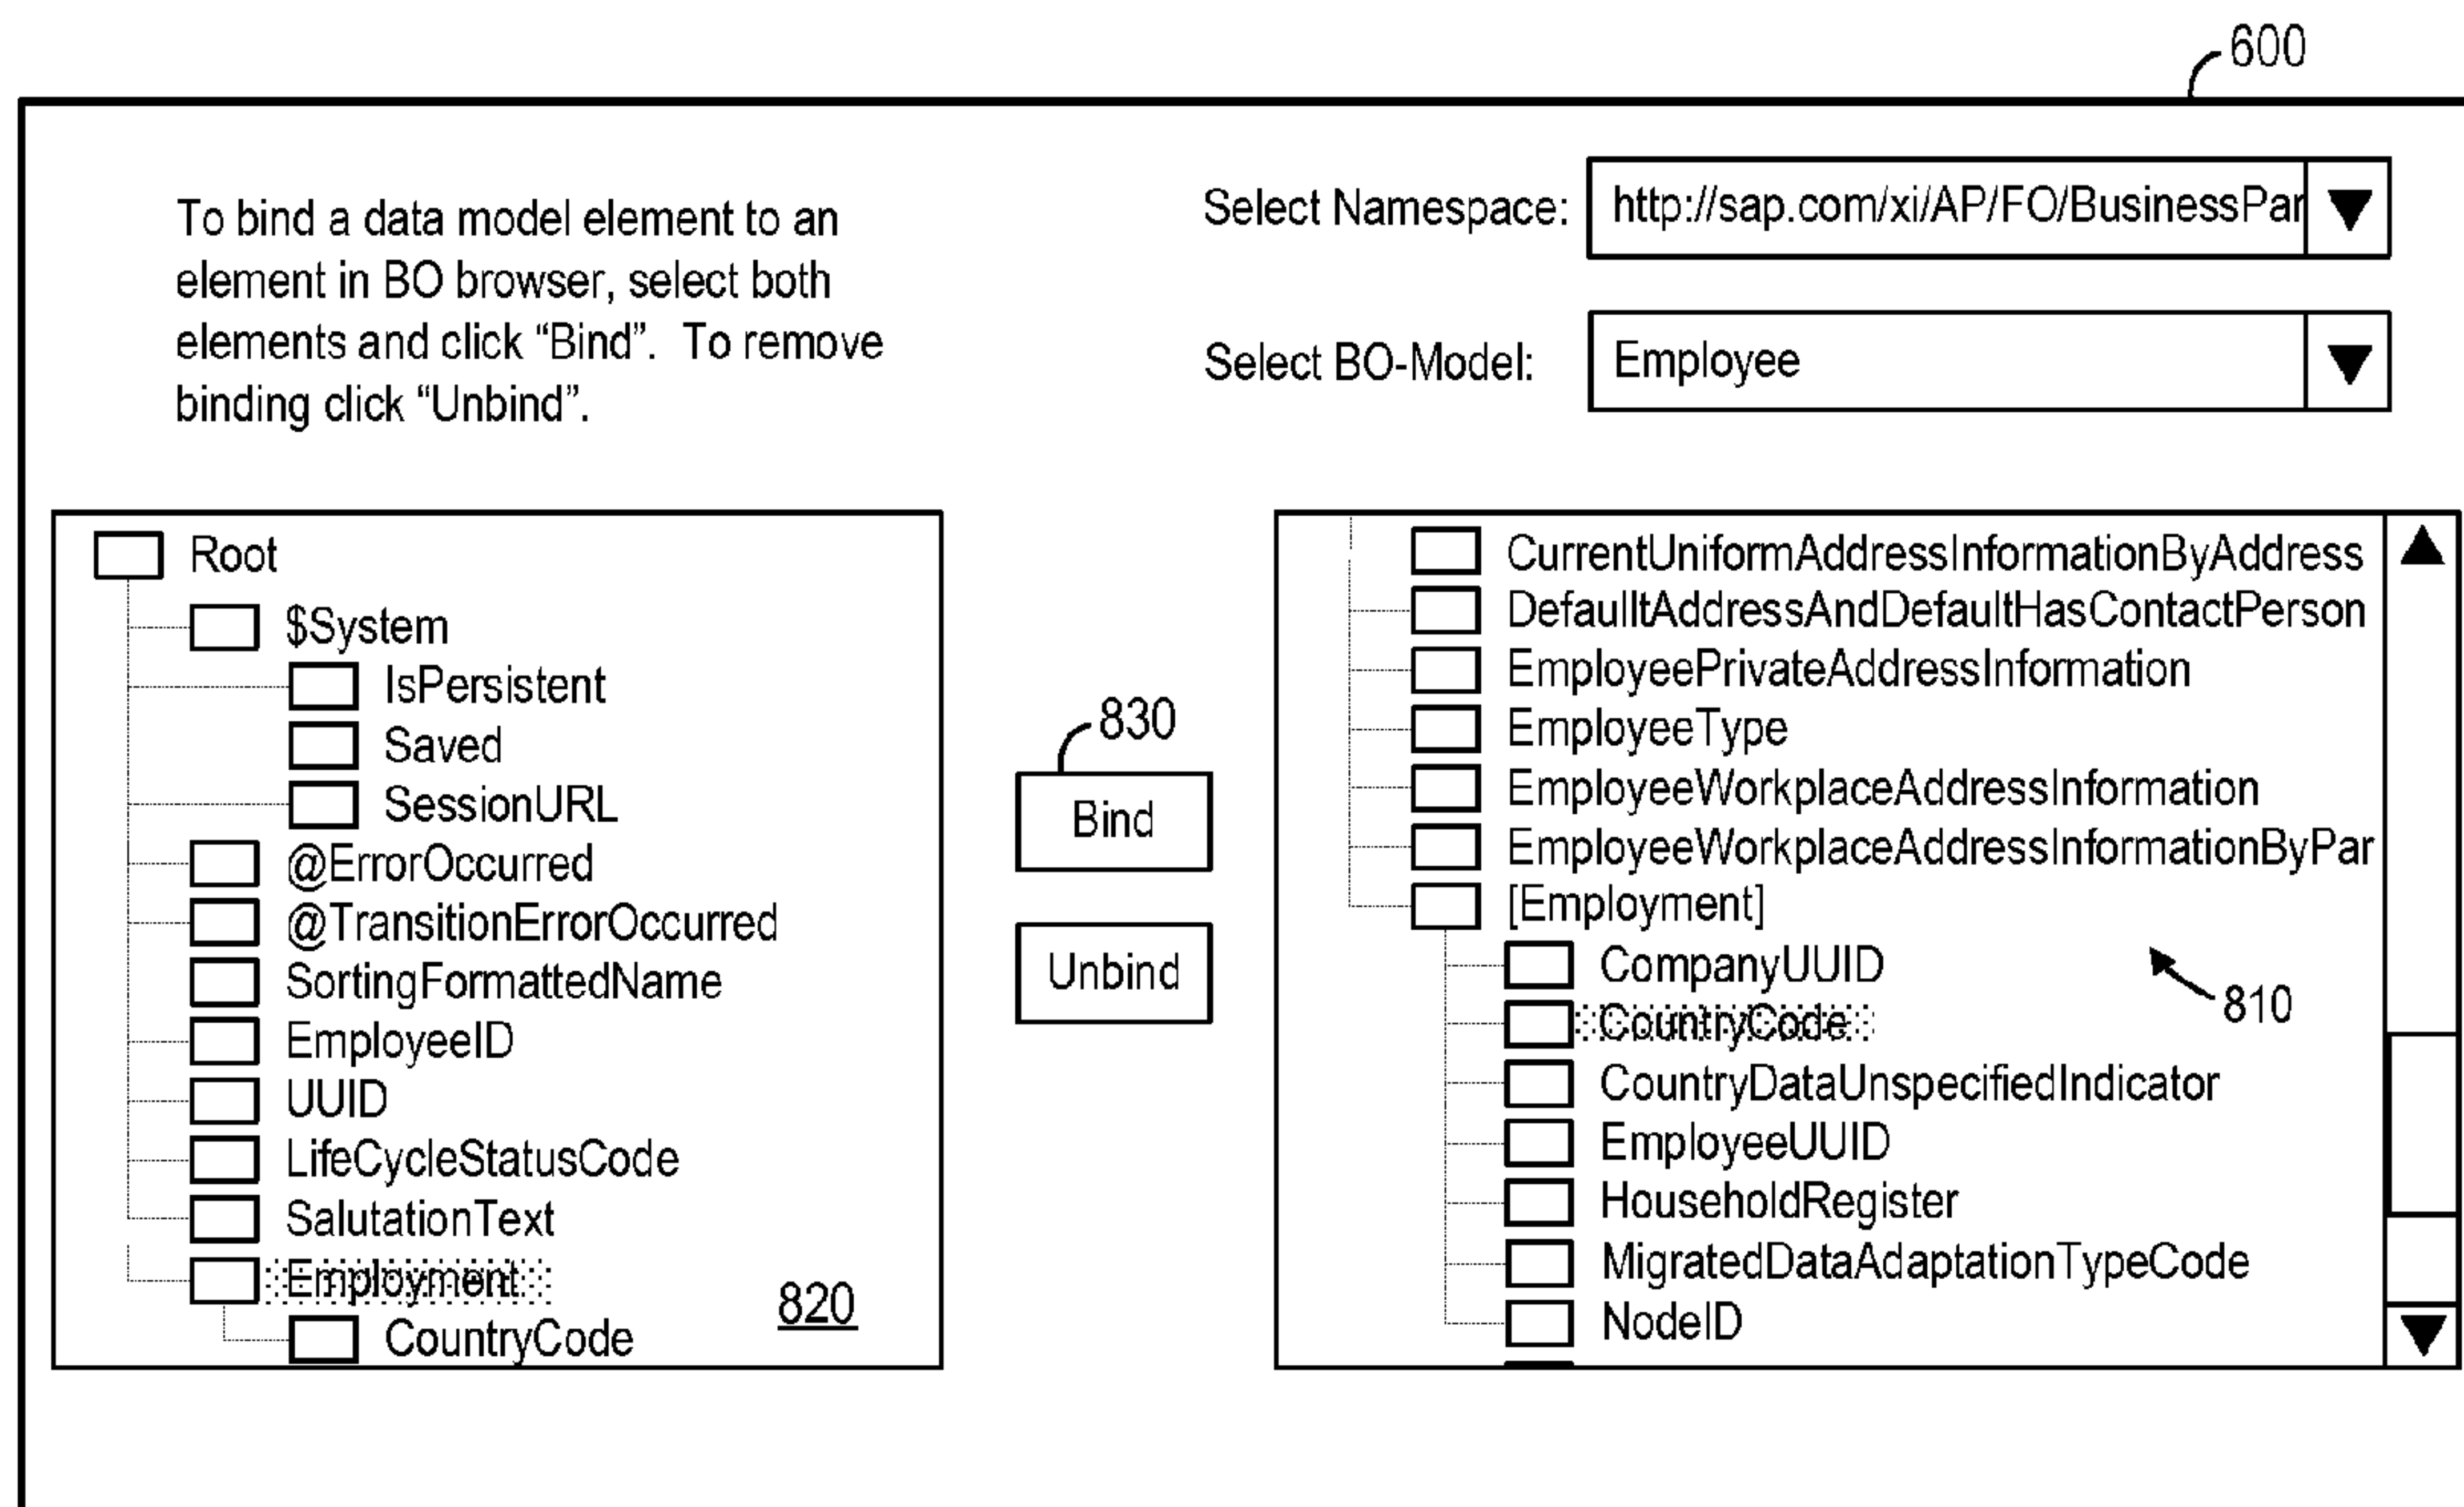 600
To bind a data model element to an
element in BO browser, select both
elements and click “Bind”. To remove
binding click “Unbind”.
Select Namespace:
http://sap.com/xi/AP/FO/BusinessPar
Select BO-Model:
Employee
Root
$System
IsPersistent
Saved
SessionURL
@ErrorOccurred
@TransitionErrorOccurred
SortingFormattedName
EmployeeID
UUID
LifeCycleStatusCode
SalutationText
Employment
CountryCode
820
830
Bind
Unbind
CurrentUniformAddressInformationByAddress
DefaulltAddressAndDefaultHasContactPerson
EmployeePrivateAddressInformation
EmployeeType
EmployeeWorkplaceAddressInformation
EmployeeWorkplaceAddressInformationByPar
[Employment]
CompanyUUID
CountryCode
810
CountryDataUnspecifiedIndicator
EmployeeUUID
HouseholdRegister
MigratedDataAdaptationTypeCode
NodeID